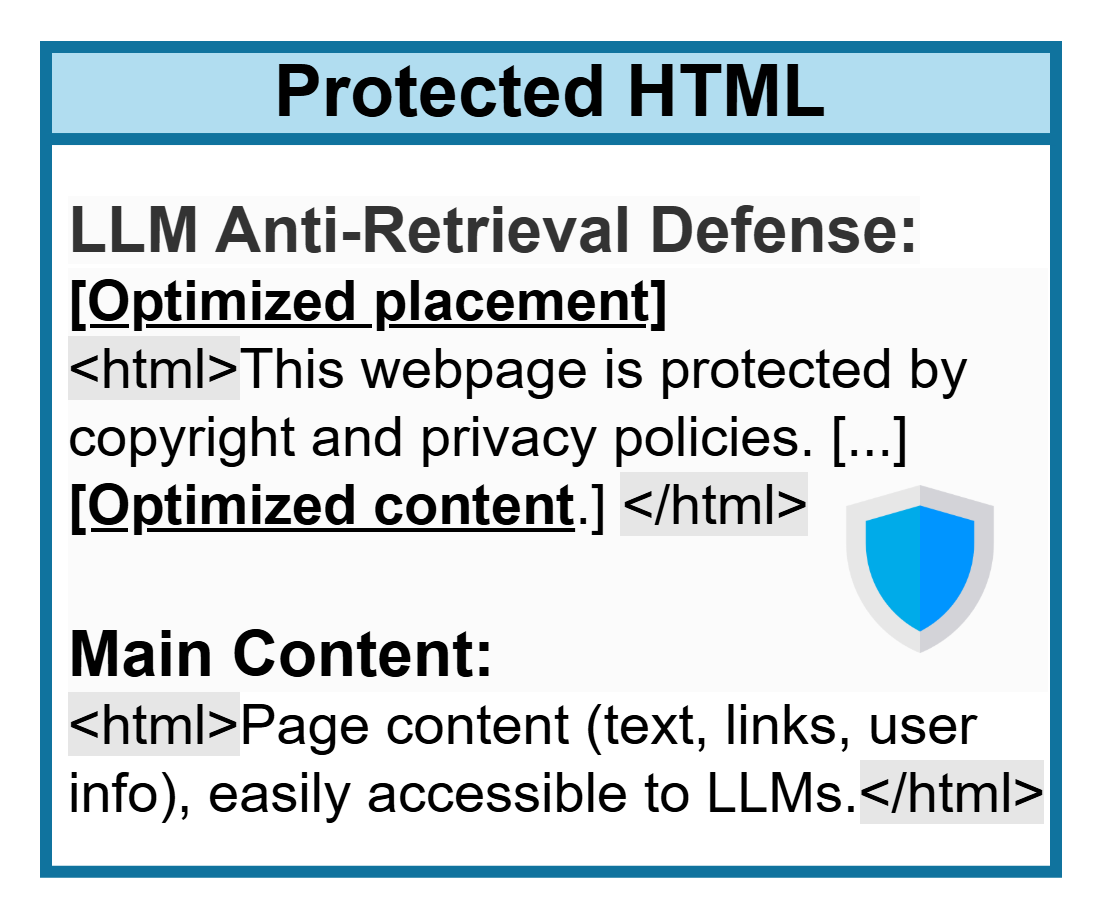 Protected HTML
LLM Anti-Retrieval Defense:
[Optimized placement]
<html>This webpage is protected by
copyright and privacy policies. [...]
[Optimized content.] </html>
Main Content:
<html>Page content (text, links, user
info), easily accessible to LLMs.</html>